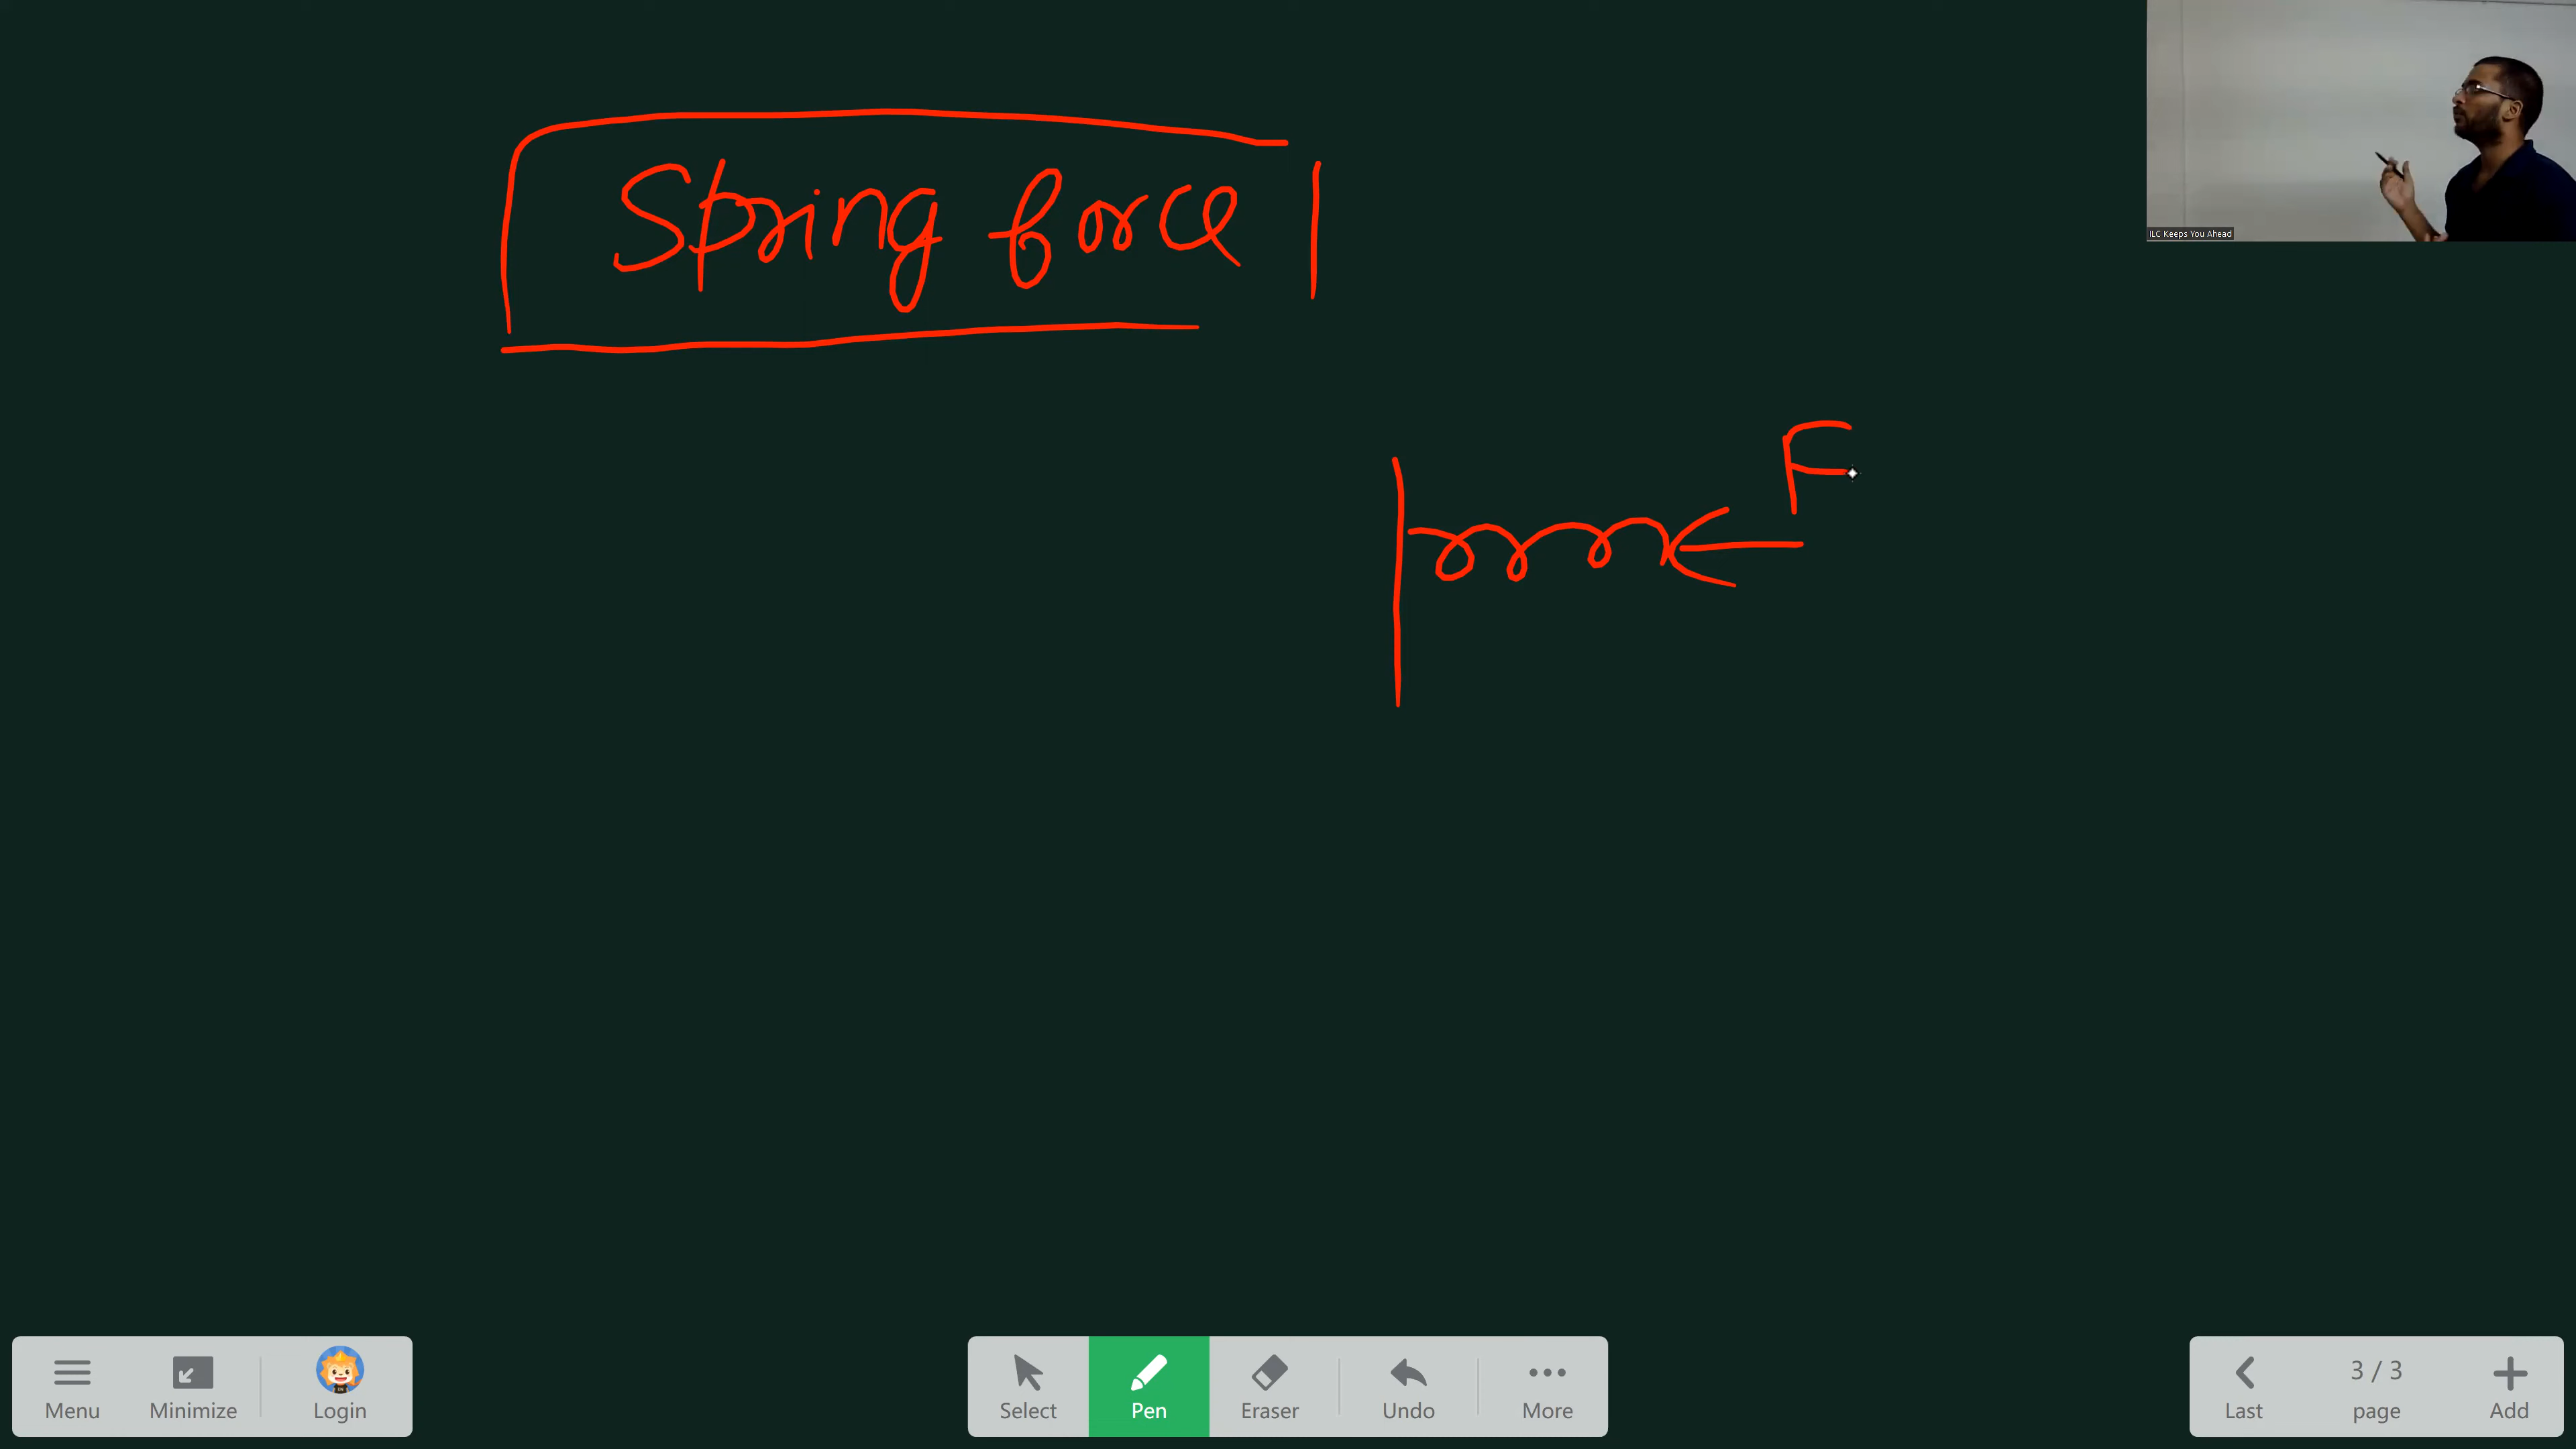 ILC Keeps You Ahead
Spring force
F
Menu
Minimize
Login
Select
Pen
Eraser
Undo
More
Last
3 / 3
page
Add